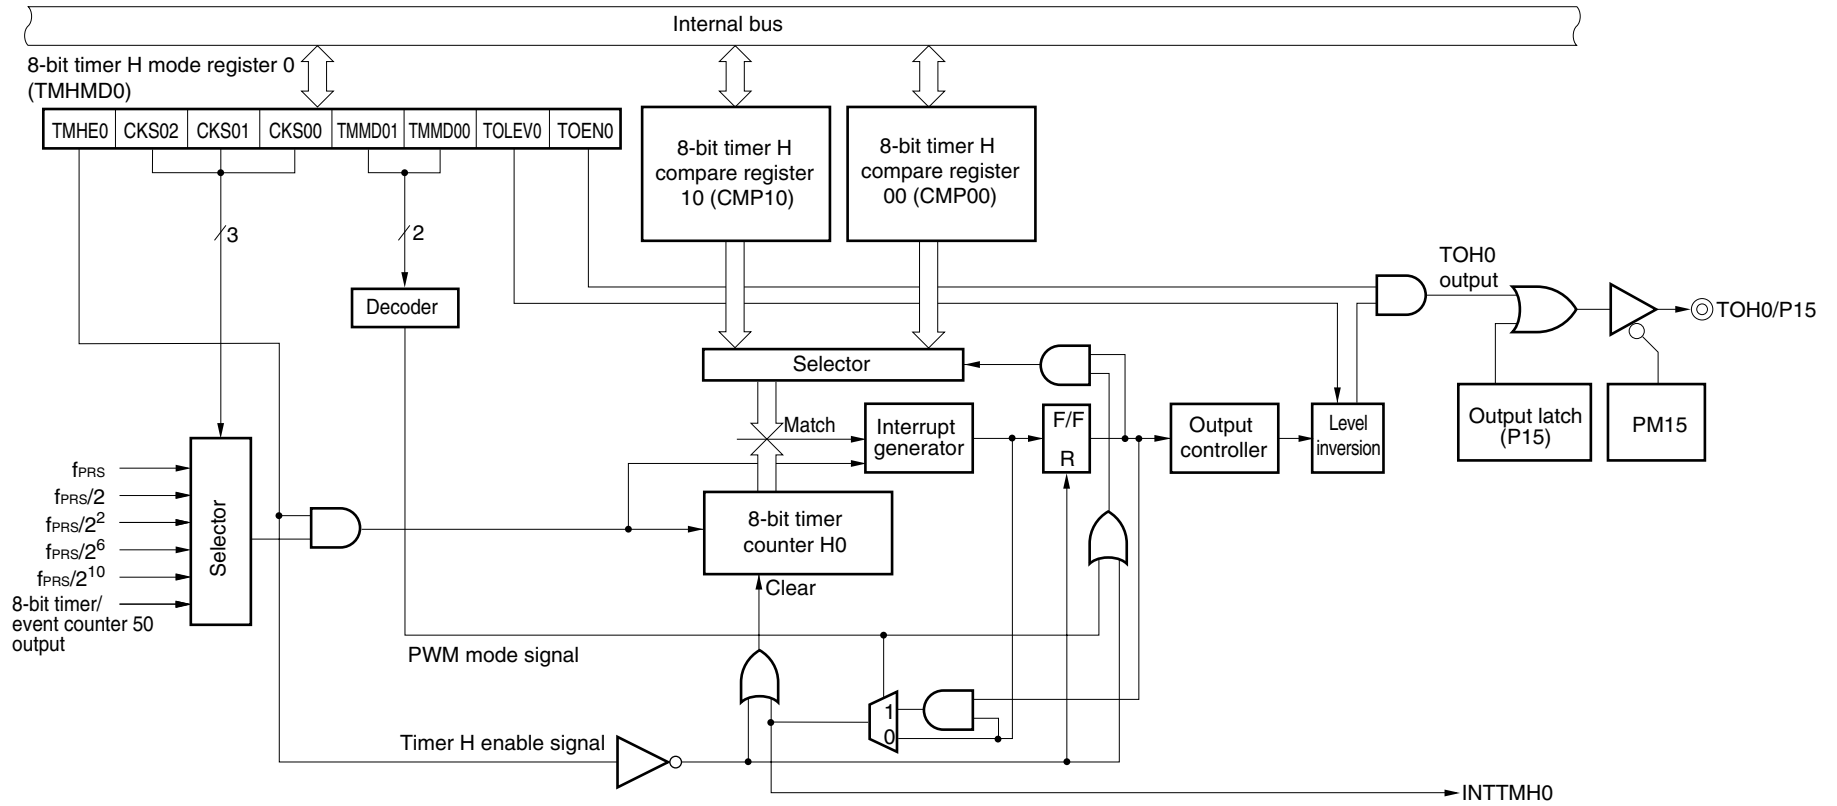 Internal bus
8-bit timer H mode register 0
(TMHMD0)
TMHE0 CKS02 CKS01 CKS00 TMMD01 TMMD00 TOLEV0 TOEN0
8-bit timer H
compare register
10 (CMP10)
8-bit timer H
compare register
00 (CMP00)
3
2
Decoder
TOH0
output
TOH0/P15
Selector
Match
Interrupt
generator
F/F
R
Output
controller
Level
inversion
Output latch
(P15)
PM15
fPRS
fPRS/2
fPRS/2²
fPRS/2⁶
fPRS/2¹⁰
8-bit timer/
event counter 50
output
Selector
8-bit timer
counter H0
Clear
PWM mode signal
1
0
Timer H enable signal
INTTMH0